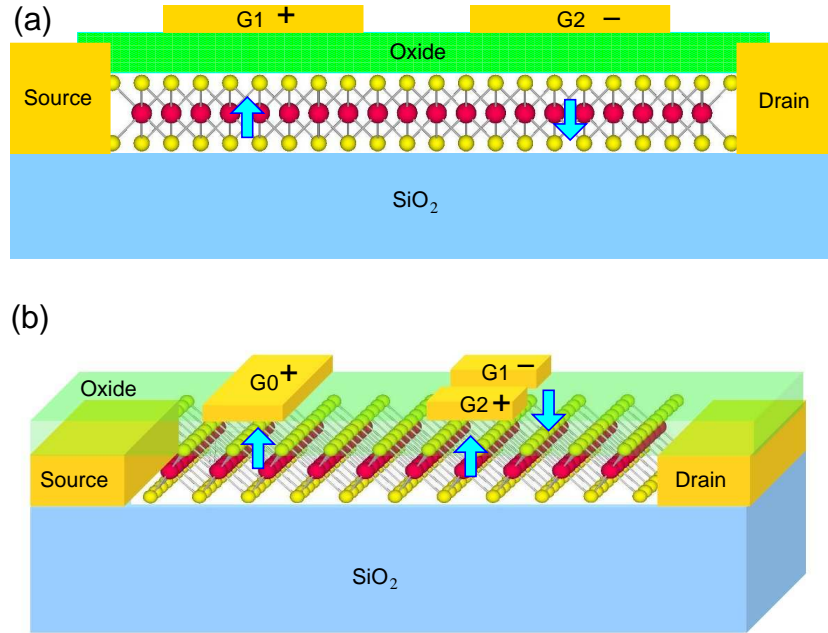 (a)
G1 +
G2 −
Oxide
Source
Drain
SiO₂
(b)
G0 +
G1 −
Oxide
G2 +
Source
Drain
SiO₂